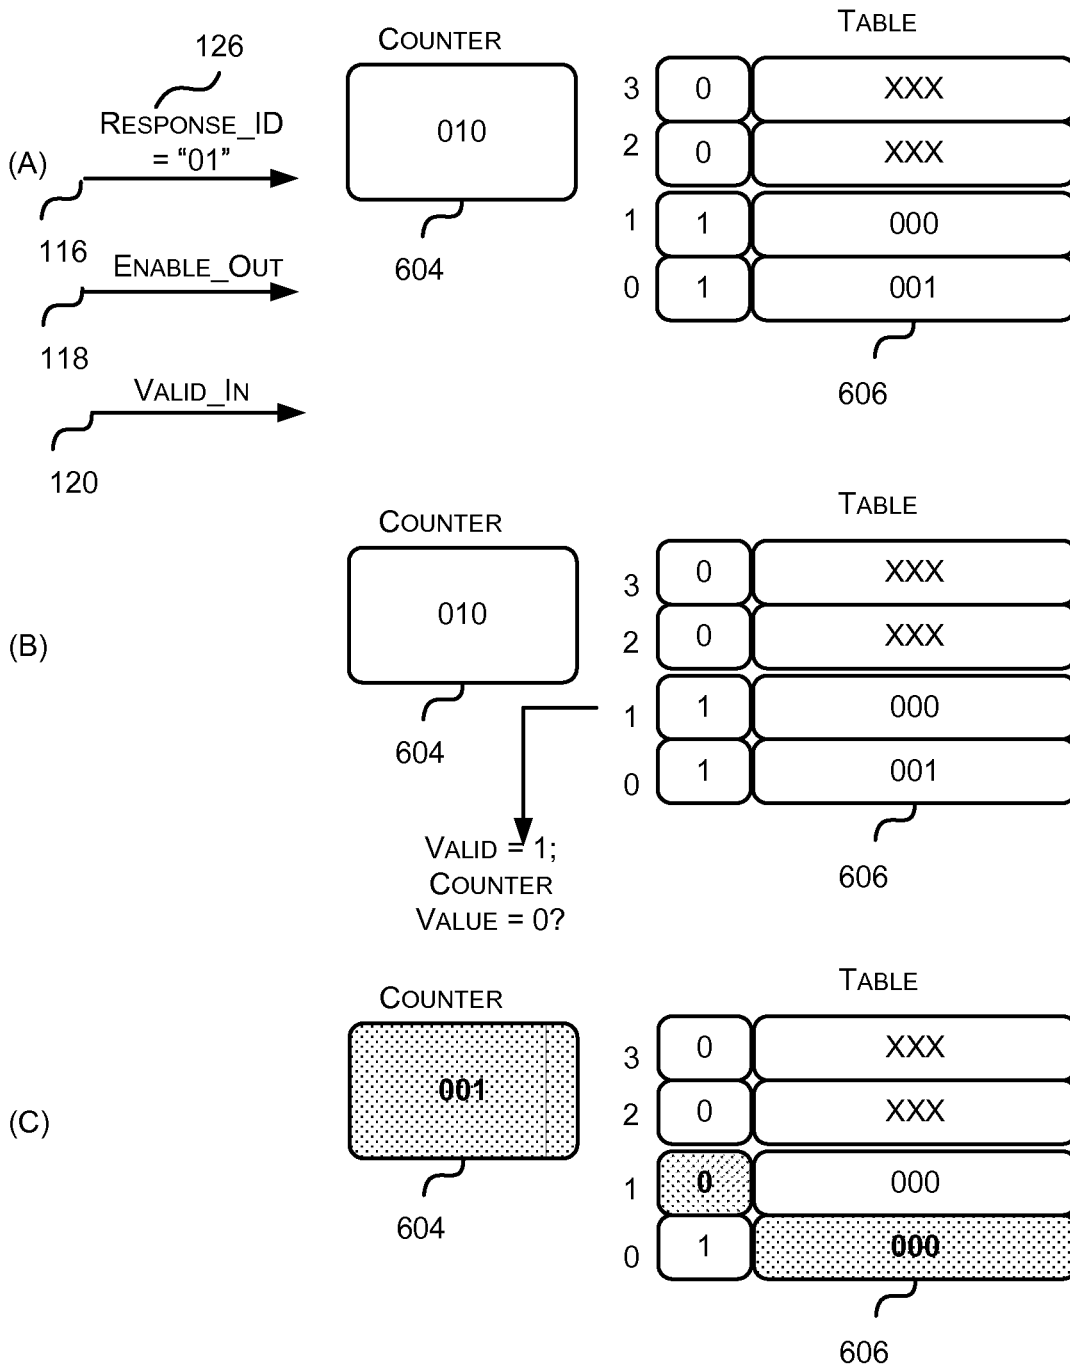 126
COUNTER
TABLE
RESPONSE_ID
= “01”
(A)
010
3 0 XXX
2 0 XXX
1 1 000
0 1 001
116
604
ENABLE_OUT
118
606
VALID_IN
120
COUNTER
TABLE
(B)
010
3 0 XXX
2 0 XXX
1 1 000
0 1 001
604
VALID = 1;
COUNTER
VALUE = 0?
606
COUNTER
TABLE
(C)
001
3 0 XXX
2 0 XXX
1 0 000
0 1 000
604
606